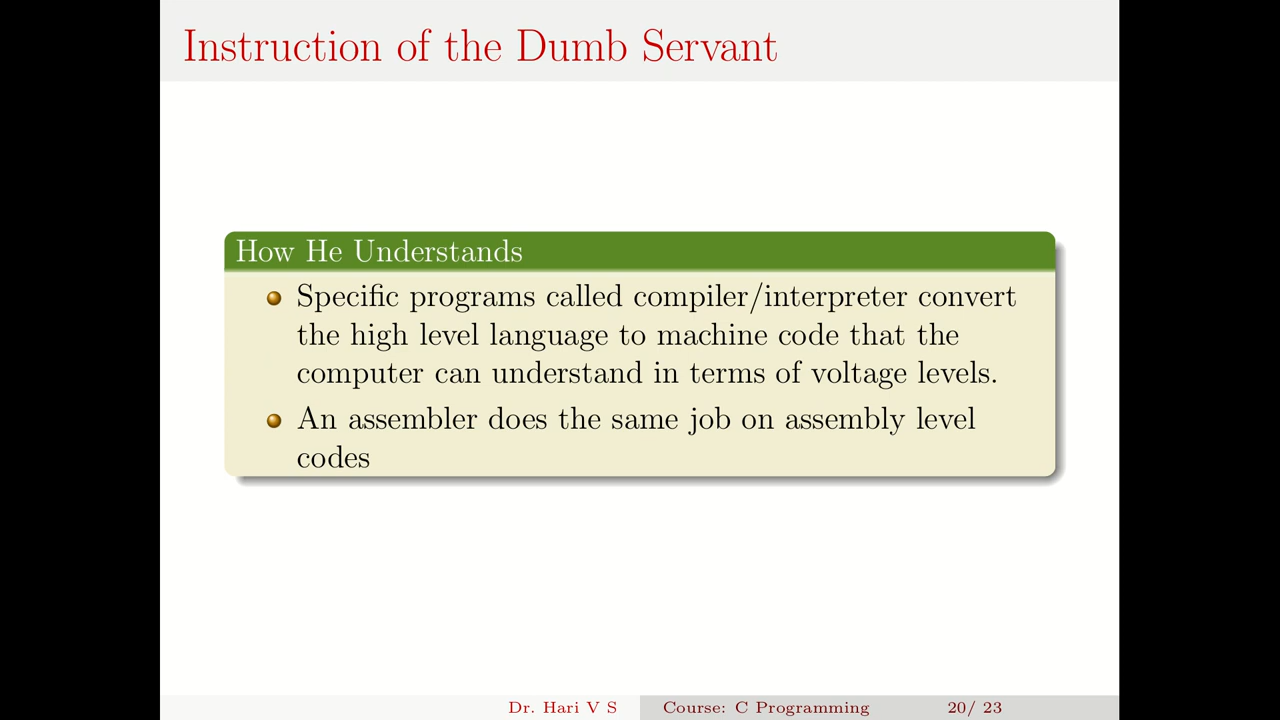 Instruction of the Dumb Servant
How He Understands
Specific programs called compiler/interpreter convert
the high level language to machine code that the
computer can understand in terms of voltage levels.
An assembler does the same job on assembly level
codes
Dr. Hari V S
Course: C Programming
20/ 23